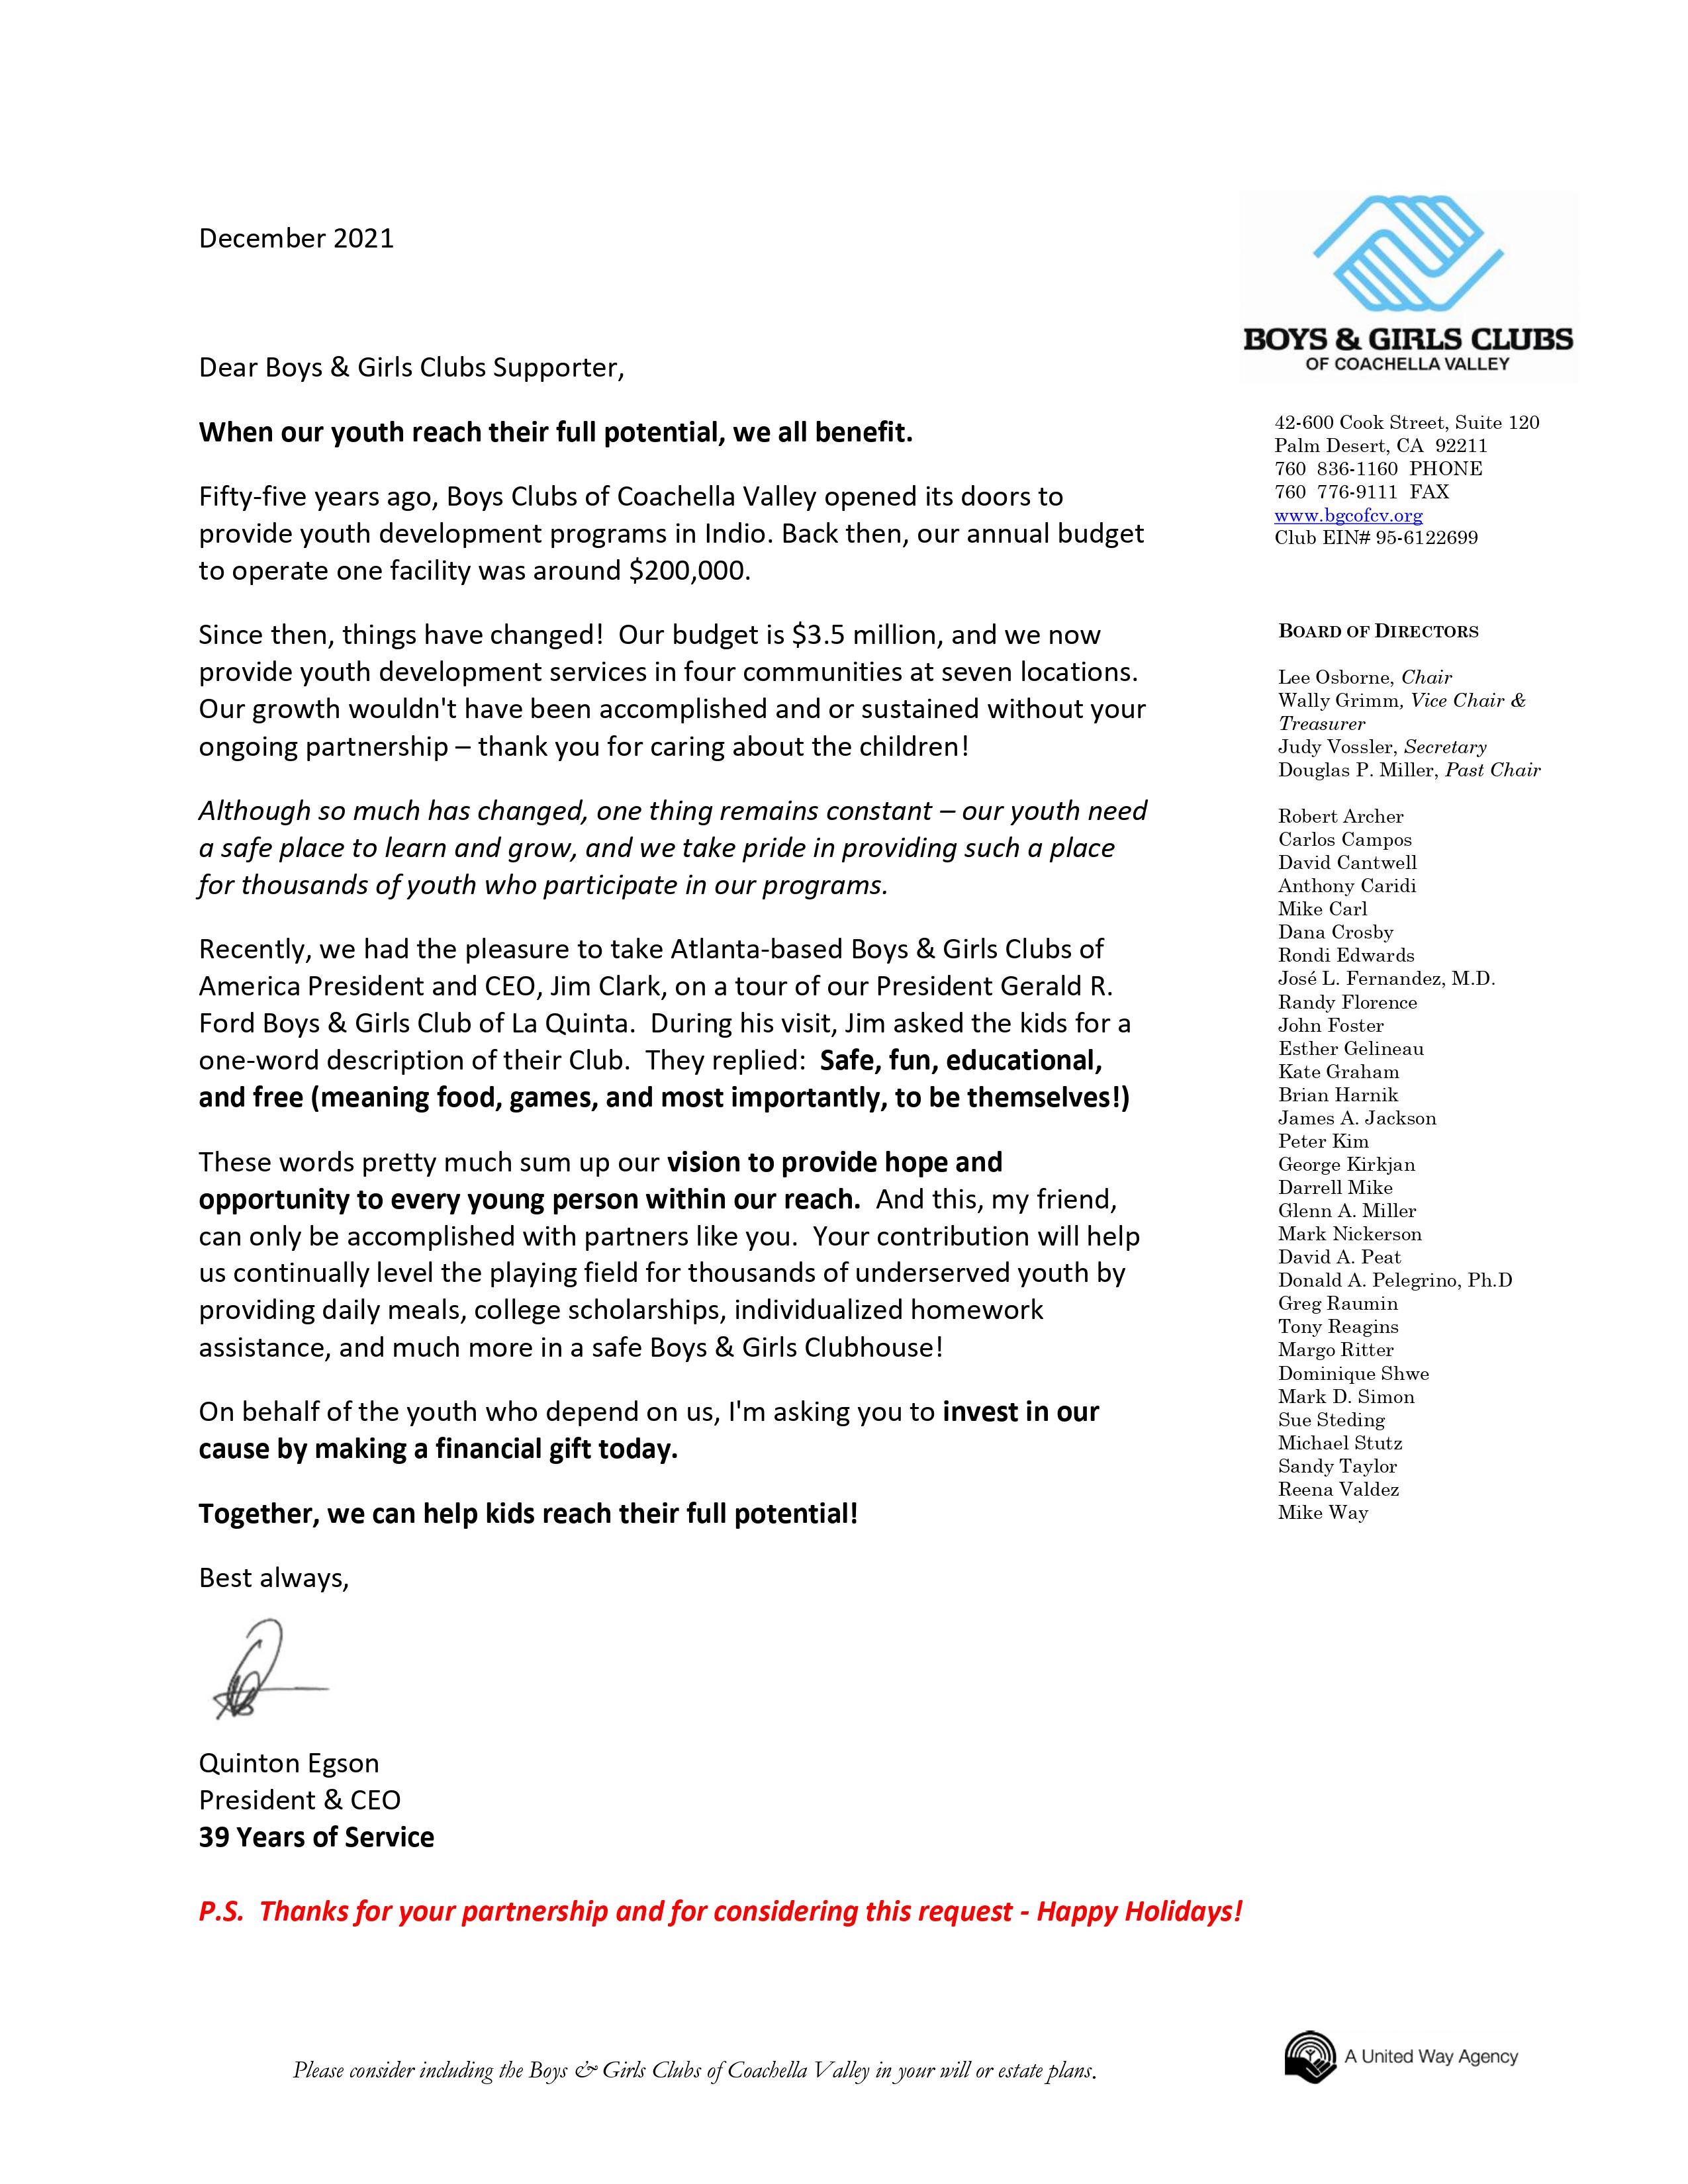 December 2021
Dear Boys & Girls Clubs Supporter,
When our youth reach their full potential, we all benefit.
Fifty-five years ago, Boys Clubs of Coachella Valley opened its doors to
provide youth development programs in Indio. Back then, our annual budget
to operate one facility was around $200,000.
Since then, things have changed!  Our budget is $3.5 million, and we now
provide youth development services in four communities at seven locations.
Our growth wouldn't have been accomplished and or sustained without your
ongoing partnership – thank you for caring about the children!
Although so much has changed, one thing remains constant – our youth need
a safe place to learn and grow, and we take pride in providing such a place
for thousands of youth who participate in our programs.
Recently, we had the pleasure to take Atlanta-based Boys & Girls Clubs of
America President and CEO, Jim Clark, on a tour of our President Gerald R.
Ford Boys & Girls Club of La Quinta.  During his visit, Jim asked the kids for a
one-word description of their Club.  They replied:  Safe, fun, educational,
and free (meaning food, games, and most importantly, to be themselves!)
These words pretty much sum up our vision to provide hope and
opportunity to every young person within our reach.  And this, my friend,
can only be accomplished with partners like you.  Your contribution will help
us continually level the playing field for thousands of underserved youth by
providing daily meals, college scholarships, individualized homework
assistance, and much more in a safe Boys & Girls Clubhouse!
On behalf of the youth who depend on us, I'm asking you to invest in our
cause by making a financial gift today.
Together, we can help kids reach their full potential!
Best always,
Quinton Egson
President & CEO
39 Years of Service
P.S.  Thanks for your partnership and for considering this request - Happy Holidays!
BOYS & GIRLS CLUBS
OF COACHELLA VALLEY
42-600 Cook Street, Suite 120
Palm Desert, CA  92211
760  836-1160  PHONE
760  776-9111  FAX
www.bgcofcv.org
Club EIN# 95-6122699
BOARD OF DIRECTORS
Lee Osborne, Chair
Wally Grimm, Vice Chair &
Treasurer
Judy Vossler, Secretary
Douglas P. Miller, Past Chair
Robert Archer
Carlos Campos
David Cantwell
Anthony Caridi
Mike Carl
Dana Crosby
Rondi Edwards
José L. Fernandez, M.D.
Randy Florence
John Foster
Esther Gelineau
Kate Graham
Brian Harnik
James A. Jackson
Peter Kim
George Kirkjan
Darrell Mike
Glenn A. Miller
Mark Nickerson
David A. Peat
Donald A. Pelegrino, Ph.D
Greg Raumin
Tony Reagins
Margo Ritter
Dominique Shwe
Mark D. Simon
Sue Steding
Michael Stutz
Sandy Taylor
Reena Valdez
Mike Way
Please consider including the Boys & Girls Clubs of Coachella Valley in your will or estate plans.
A United Way Agency